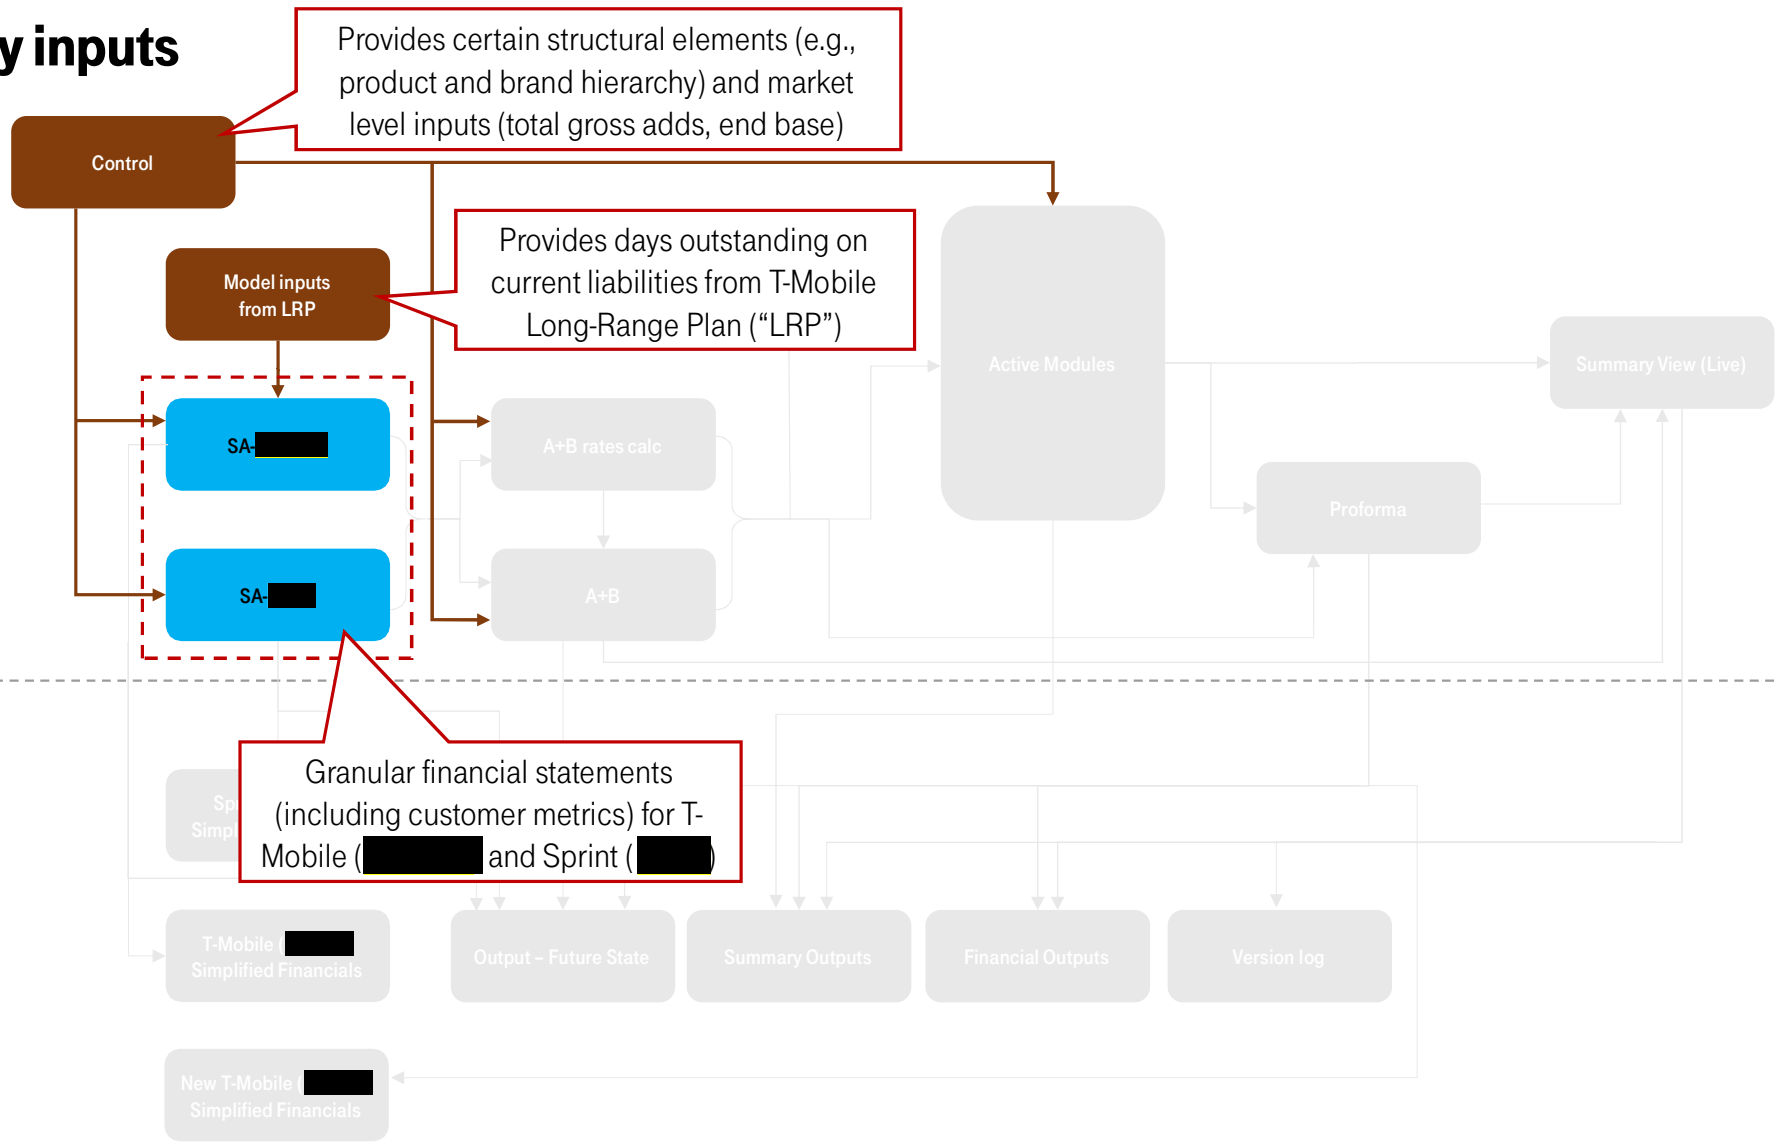 y inputs
Provides certain structural elements (e.g.,
product and brand hierarchy) and market
level inputs (total gross adds, end base)
Control
Provides days outstanding on
current liabilities from T-Mobile
Long-Range Plan (“LRP”)
Model inputs
from LRP
Active Modules
Summary View (Live)
SA-
A+B rates calc
Proforma
SA-
A+B
Granular financial statements
(including customer metrics) for T-
Mobile ( and Sprint ( )
Spr
Simpl
T-Mobile (
Simplified Financials
Output – Future State
Summary Outputs
Financial Outputs
Version log
New T-Mobile (
Simplified Financials